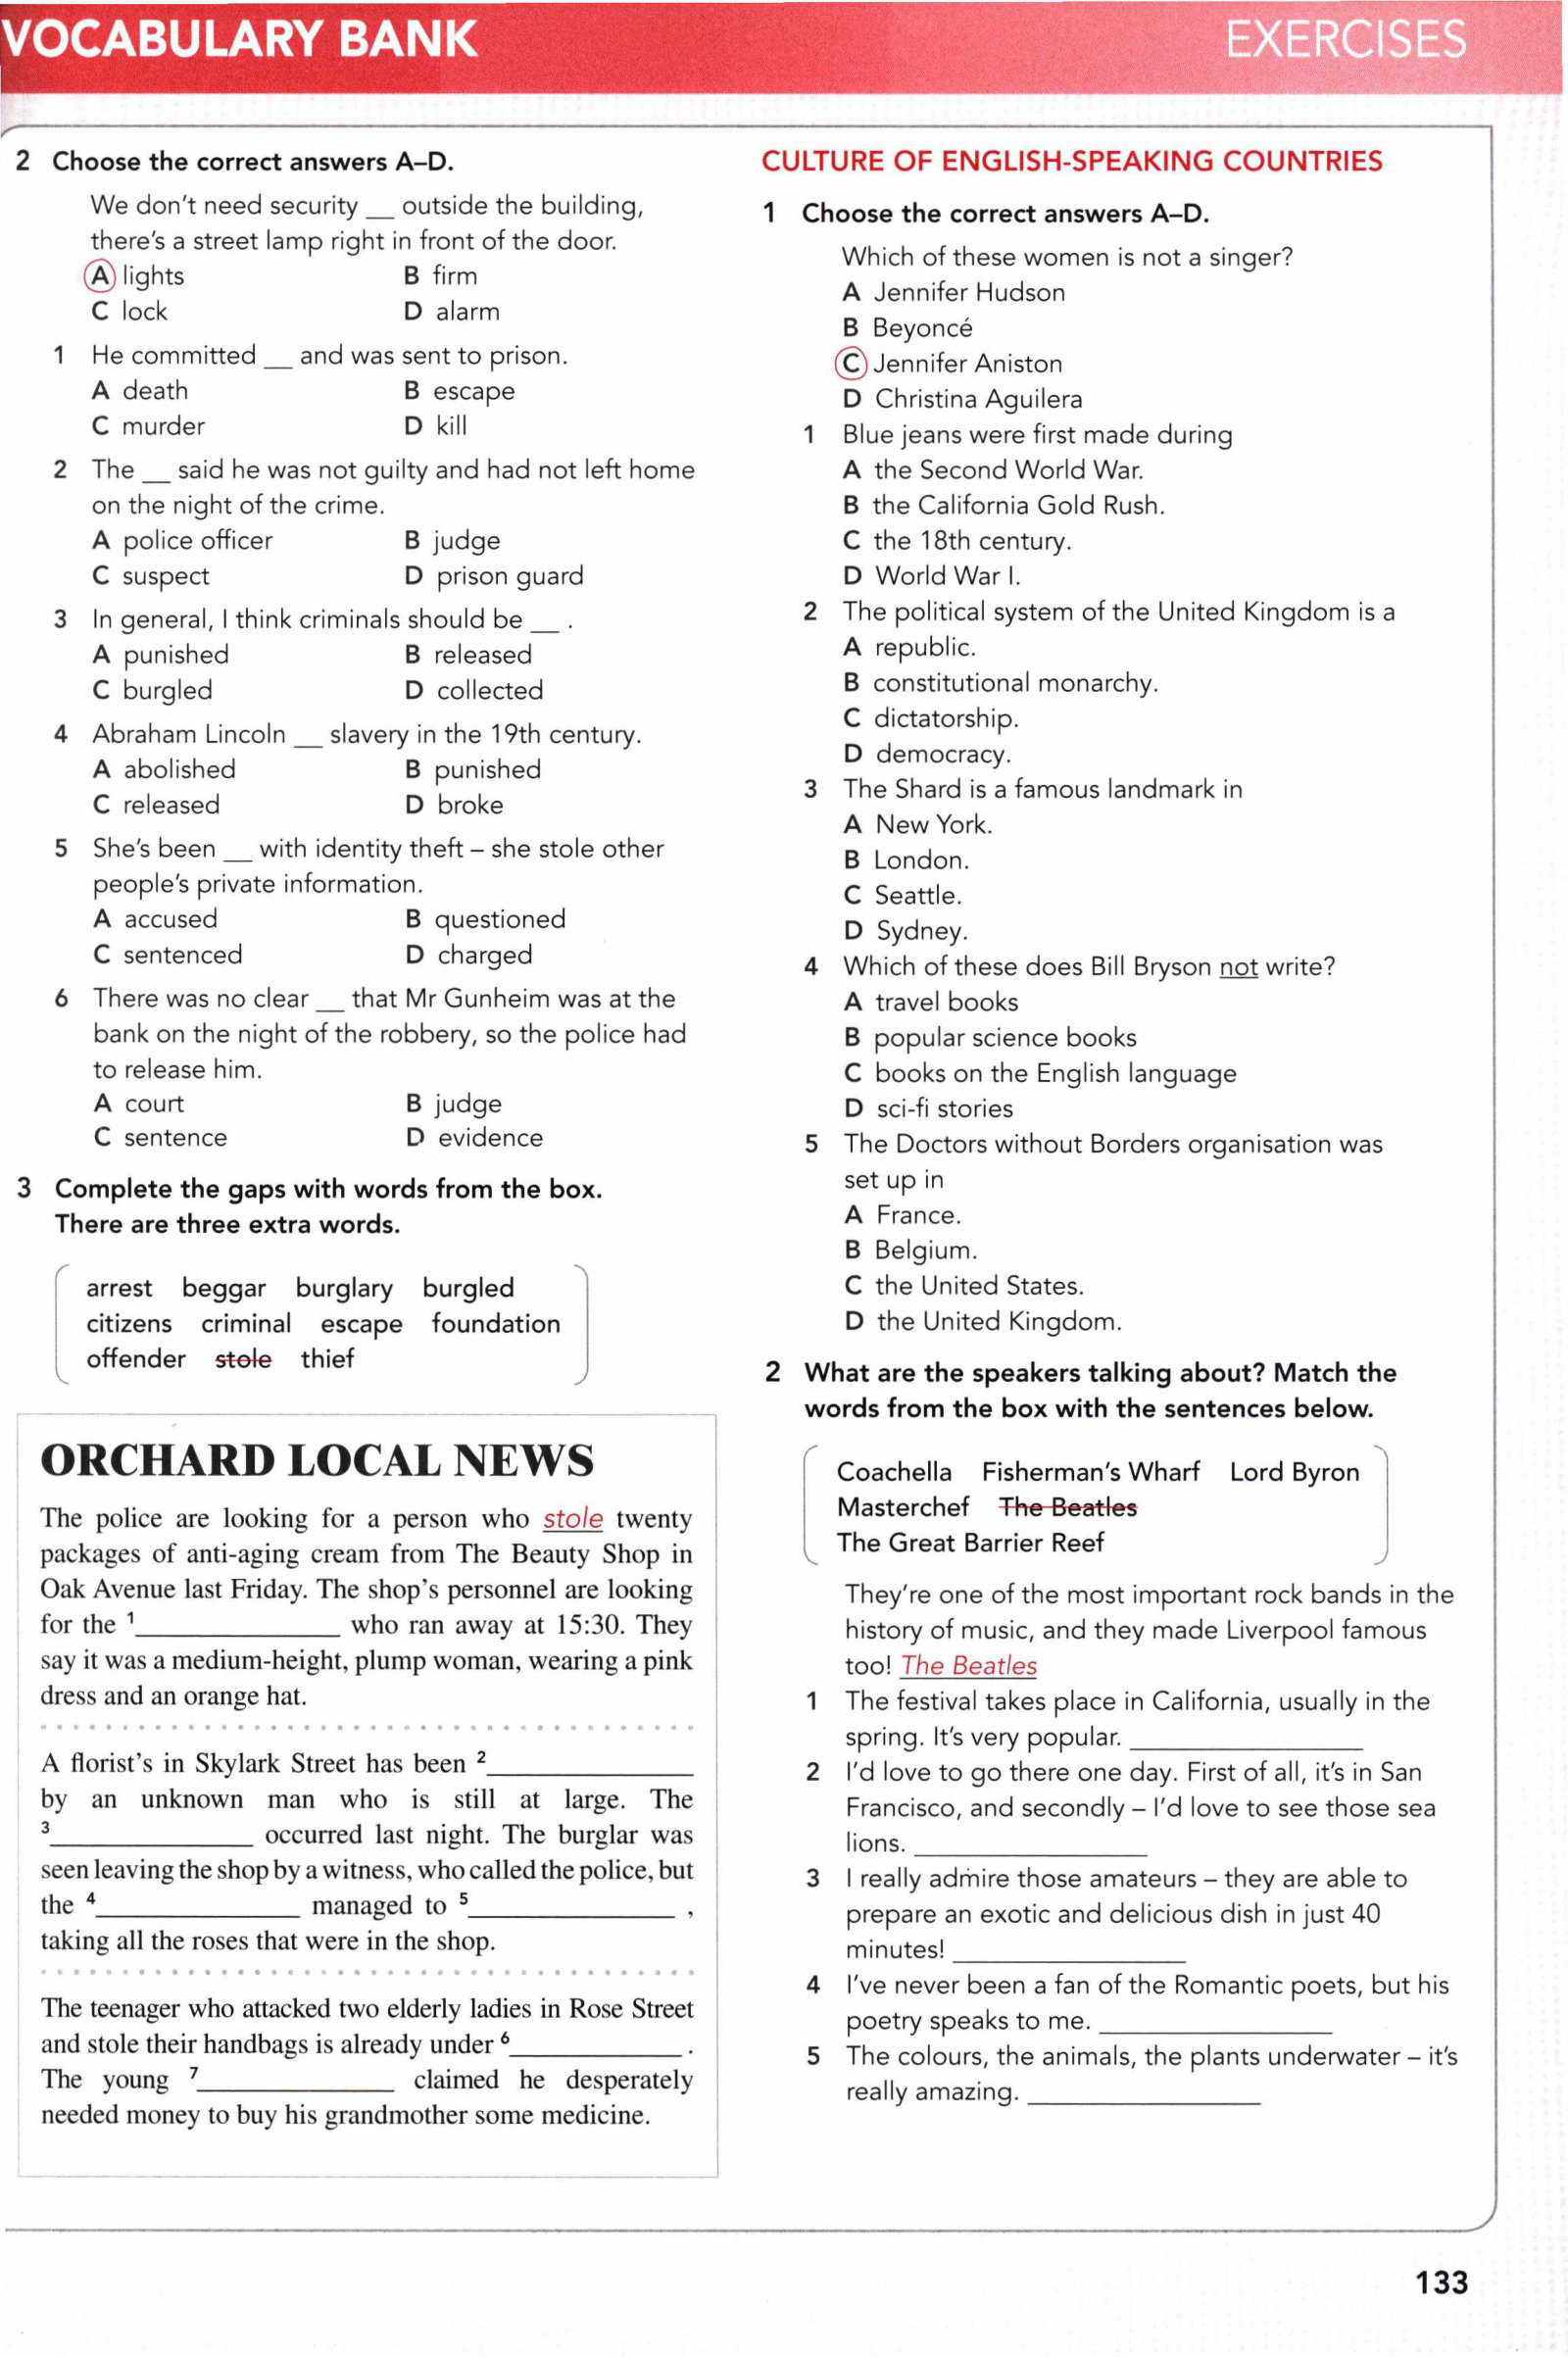 VOCABULARY BANK
EXERCISES
2 Choose the correct answers A–D.
We don't need security __ outside the building,
there's a street lamp right in front of the door.
A lights B firm
C lock D alarm
1 He committed __ and was sent to prison.
A death B escape
C murder D kill
2 The __ said he was not guilty and had not left home
on the night of the crime.
A police officer B judge
C suspect D prison guard
3 In general, I think criminals should be __ .
A punished B released
C burgled D collected
4 Abraham Lincoln __ slavery in the 19th century.
A abolished B punished
C released D broke
5 She's been __ with identity theft – she stole other
people's private information.
A accused B questioned
C sentenced D charged
6 There was no clear __ that Mr Gunheim was at the
bank on the night of the robbery, so the police had
to release him.
A court B judge
C sentence D evidence
3 Complete the gaps with words from the box.
There are three extra words.
arrest beggar burglary burgled
citizens criminal escape foundation
offender stole thief
ORCHARD LOCAL NEWS
The police are looking for a person who stole twenty
packages of anti-aging cream from The Beauty Shop in
Oak Avenue last Friday. The shop's personnel are looking
for the 1______________ who ran away at 15:30. They
say it was a medium-height, plump woman, wearing a pink
dress and an orange hat.
A florist's in Skylark Street has been 2______________
by an unknown man who is still at large. The
3______________ occurred last night. The burglar was
seen leaving the shop by a witness, who called the police, but
the 4______________ managed to 5______________ ,
taking all the roses that were in the shop.
The teenager who attacked two elderly ladies in Rose Street
and stole their handbags is already under 6____________ .
The young 7______________ claimed he desperately
needed money to buy his grandmother some medicine.
CULTURE OF ENGLISH-SPEAKING COUNTRIES
1 Choose the correct answers A–D.
Which of these women is not a singer?
A Jennifer Hudson
B Beyoncé
C Jennifer Aniston
D Christina Aguilera
1 Blue jeans were first made during
A the Second World War.
B the California Gold Rush.
C the 18th century.
D World War I.
2 The political system of the United Kingdom is a
A republic.
B constitutional monarchy.
C dictatorship.
D democracy.
3 The Shard is a famous landmark in
A New York.
B London.
C Seattle.
D Sydney.
4 Which of these does Bill Bryson not write?
A travel books
B popular science books
C books on the English language
D sci-fi stories
5 The Doctors without Borders organisation was
set up in
A France.
B Belgium.
C the United States.
D the United Kingdom.
2 What are the speakers talking about? Match the
words from the box with the sentences below.
Coachella Fisherman's Wharf Lord Byron
Masterchef The Beatles
The Great Barrier Reef
They're one of the most important rock bands in the
history of music, and they made Liverpool famous
too! The Beatles
1 The festival takes place in California, usually in the
spring. It's very popular. ________________
2 I'd love to go there one day. First of all, it's in San
Francisco, and secondly – I'd love to see those sea
lions. ________________
3 I really admire those amateurs – they are able to
prepare an exotic and delicious dish in just 40
minutes! ________________
4 I've never been a fan of the Romantic poets, but his
poetry speaks to me. ________________
5 The colours, the animals, the plants underwater – it's
really amazing. ________________
133